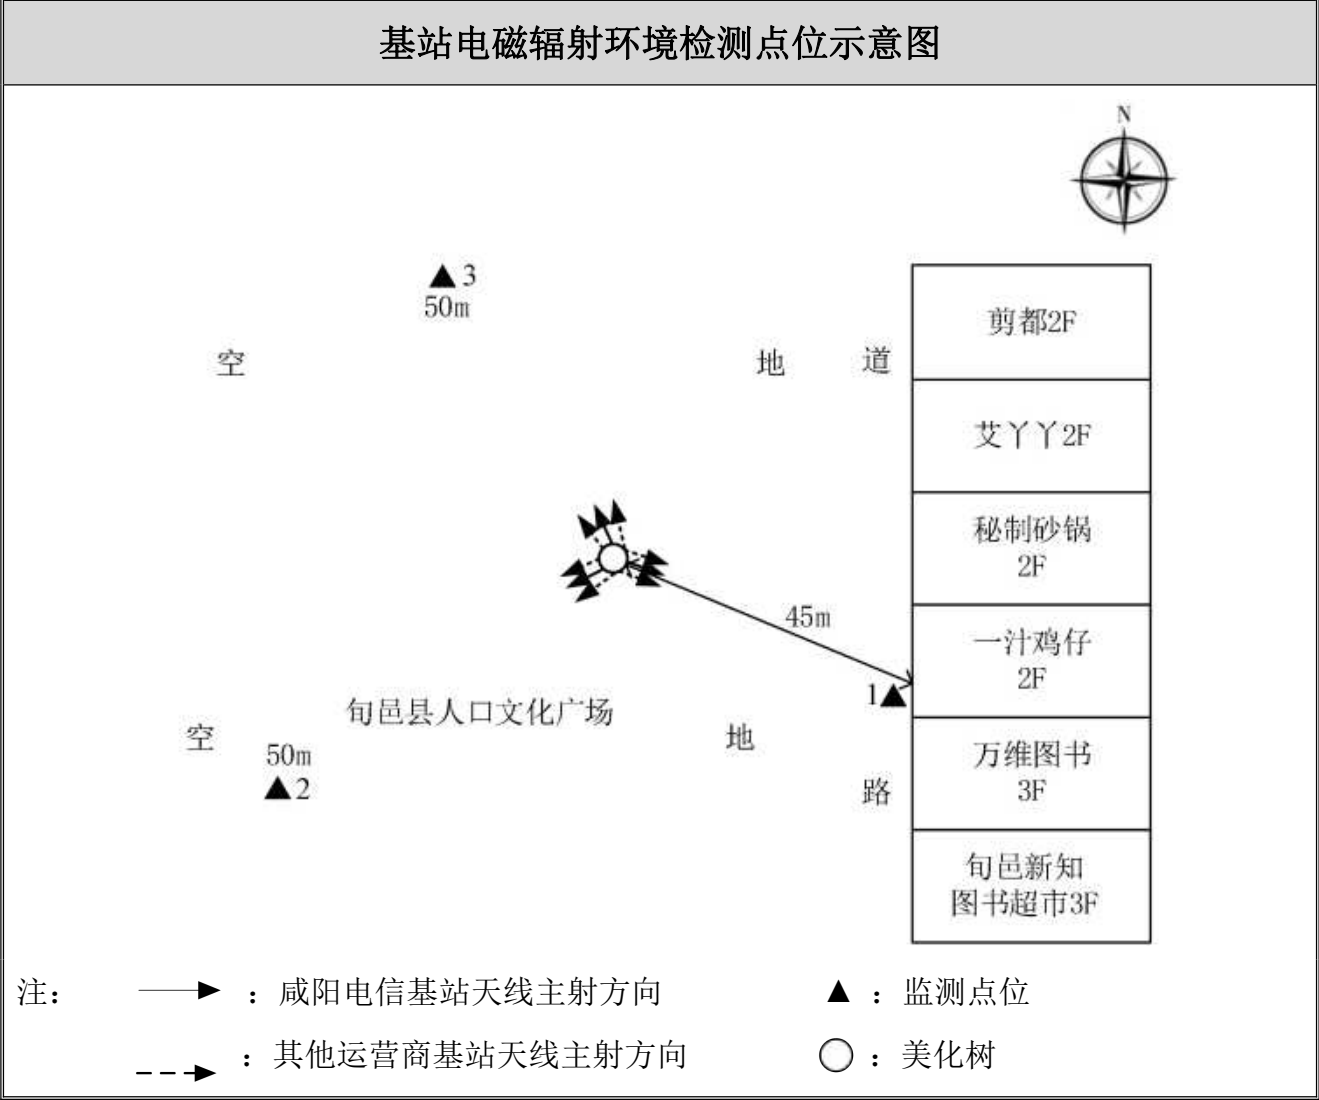 基站电磁辐射环境检测点位示意图
N
3
50m
空 地 道
剪都2F
艾丫丫2F
秘制砂锅
2F
45m
一汁鸡仔
2F
1
旬邑县人口文化广场
空 地
50m
2
路
万维图书
3F
旬邑新知
图书超市3F
注：
：咸阳电信基站天线主射方向
：监测点位
：其他运营商基站天线主射方向
：美化树